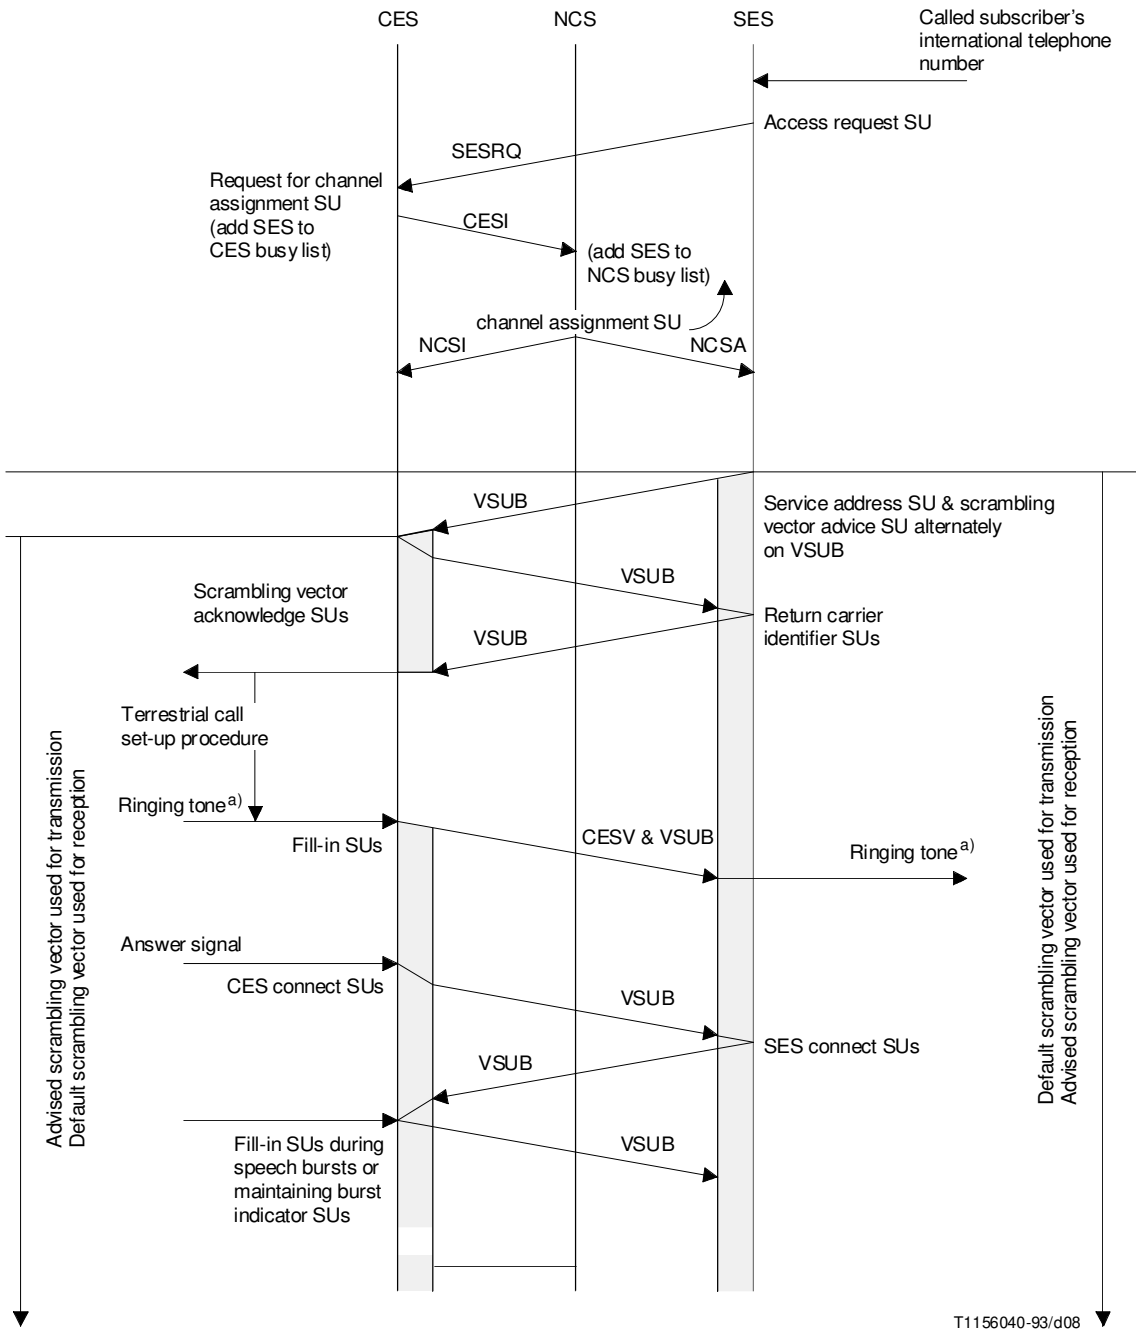 CES
NCS
SES
Called subscriber's
international telephone
number
Access request SU
SESRQ
Request for channel
assignment SU
(add SES to
CES busy list)
CESI
(add SES to
NCS busy list)
channel assignment SU
NCSI
NCSA
VSUB
Service address SU & scrambling
vector advice SU alternately
on VSUB
VSUB
Scrambling vector
acknowledge SUs
Return carrier
identifier SUs
VSUB
Terrestrial call
set-up procedure
Ringing tone a)
Fill-in SUs
CESV & VSUB
Ringing tone a)
Answer signal
CES connect SUs
VSUB
SES connect SUs
VSUB
VSUB
Fill-in SUs during
speech bursts or
maintaining burst
indicator SUs
Advised scrambling vector used for transmission
Default scrambling vector used for reception
Default scrambling vector used for transmission
Advised scrambling vector used for reception
T1156040-93/d08